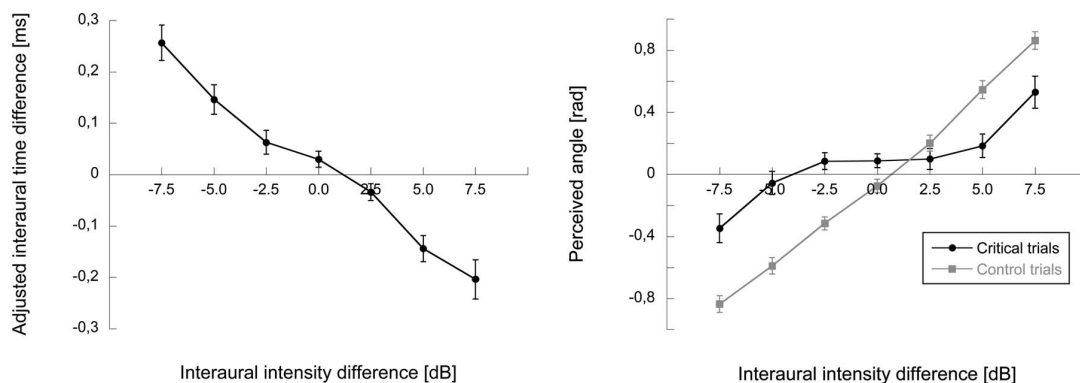 Adjusted interaural time difference [ms]
0,3
0,2
0,1
0
-0,1
-0,2
-0,3
-7.5 -5.0 -2.5 0.0 2.5 5.0 7.5
Interaural intensity difference [dB]
Perceived angle [rad]
0,8
0,4
0
-0,4
-0,8
-7.5 -5.0 -2.5 0.0 2.5 5.0 7.5
Critical trials
Control trials
Interaural intensity difference [dB]